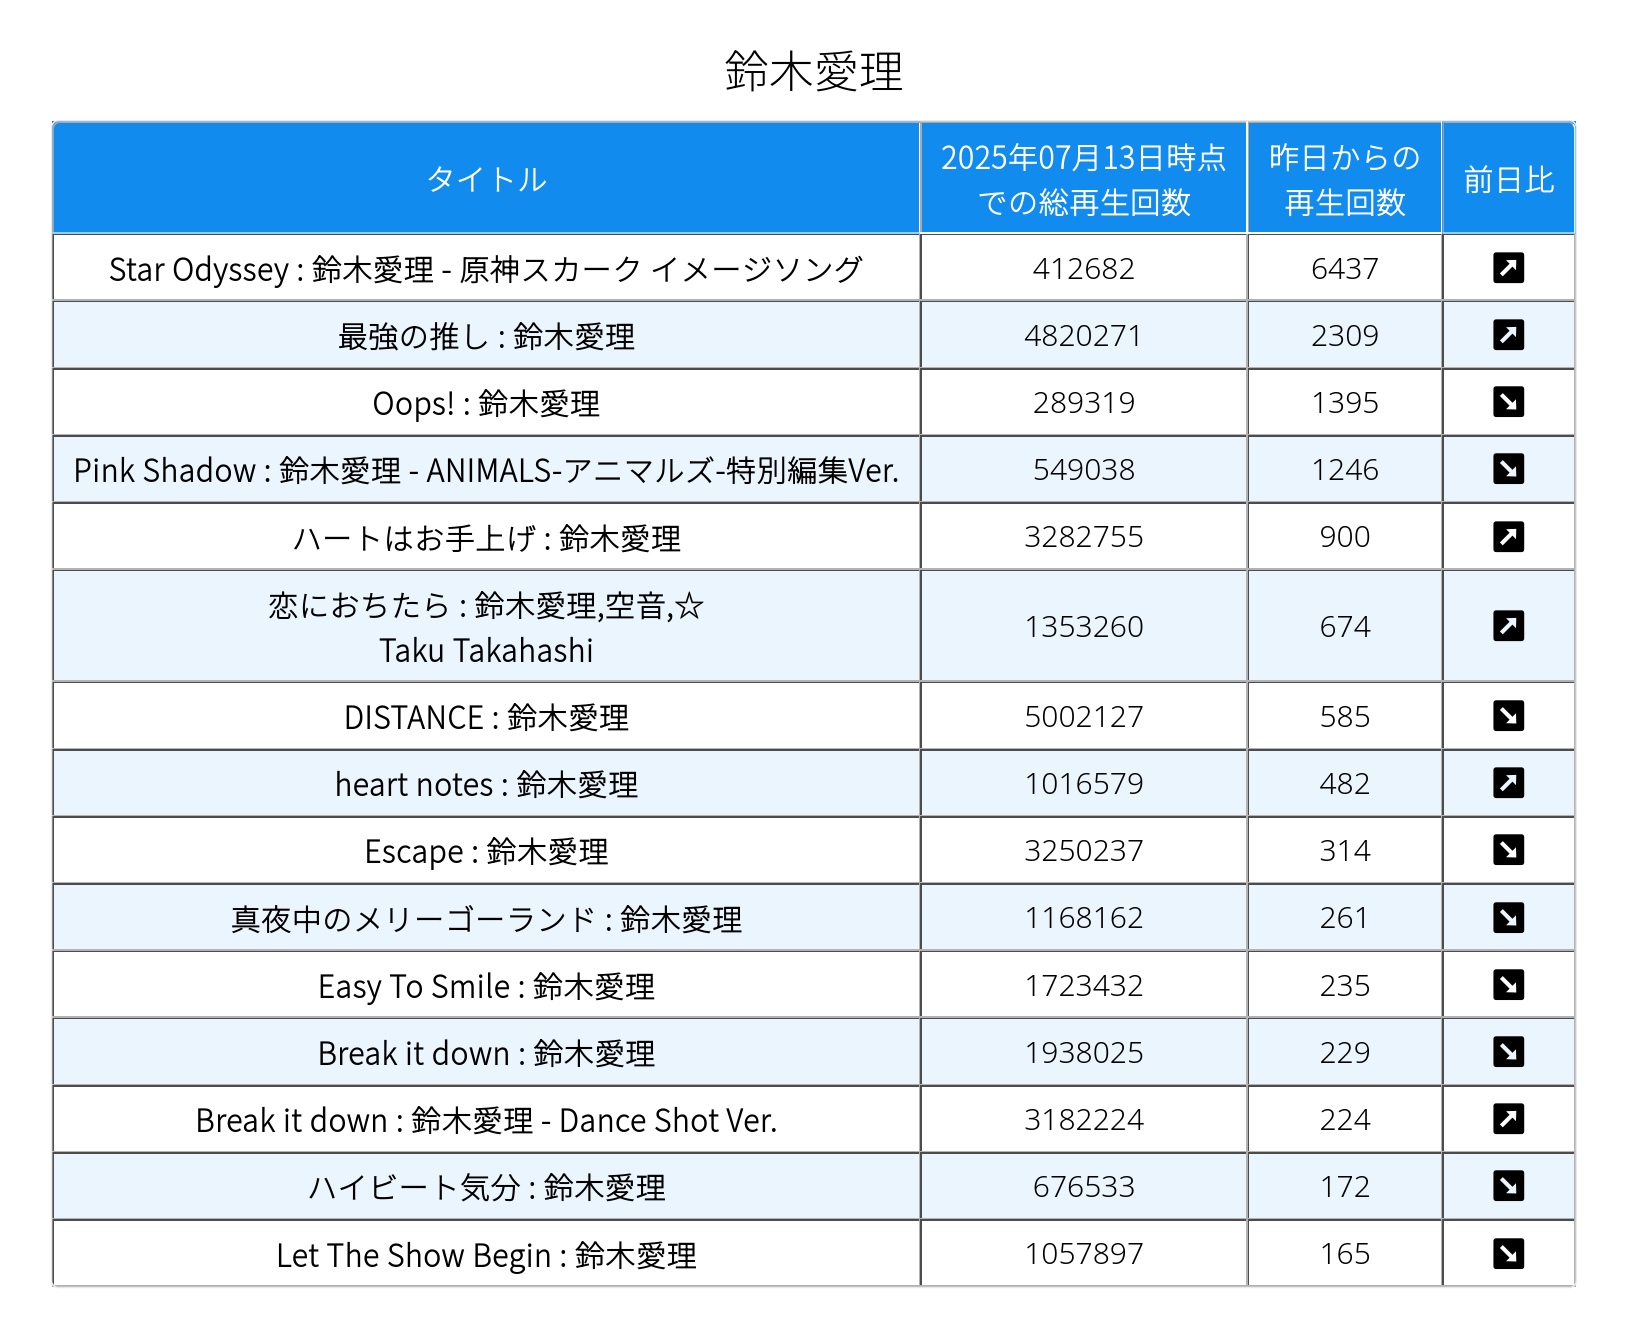 鈴木愛理
タイトル
2025年07月13日時点
での総再生回数
昨日からの
再生回数
前日比
Star Odyssey : 鈴木愛理 - 原神スカーク イメージソング 412682 6437
最強の推し : 鈴木愛理 4820271 2309
Oops! : 鈴木愛理 289319 1395
Pink Shadow : 鈴木愛理 - ANIMALS-アニマルズ-特別編集Ver. 549038 1246
ハートはお手上げ : 鈴木愛理 3282755 900
恋におちたら : 鈴木愛理,空音,☆
Taku Takahashi 1353260 674
DISTANCE : 鈴木愛理 5002127 585
heart notes : 鈴木愛理 1016579 482
Escape : 鈴木愛理 3250237 314
真夜中のメリーゴーランド : 鈴木愛理 1168162 261
Easy To Smile : 鈴木愛理 1723432 235
Break it down : 鈴木愛理 1938025 229
Break it down : 鈴木愛理 - Dance Shot Ver. 3182224 224
ハイビート気分 : 鈴木愛理 676533 172
Let The Show Begin : 鈴木愛理 1057897 165